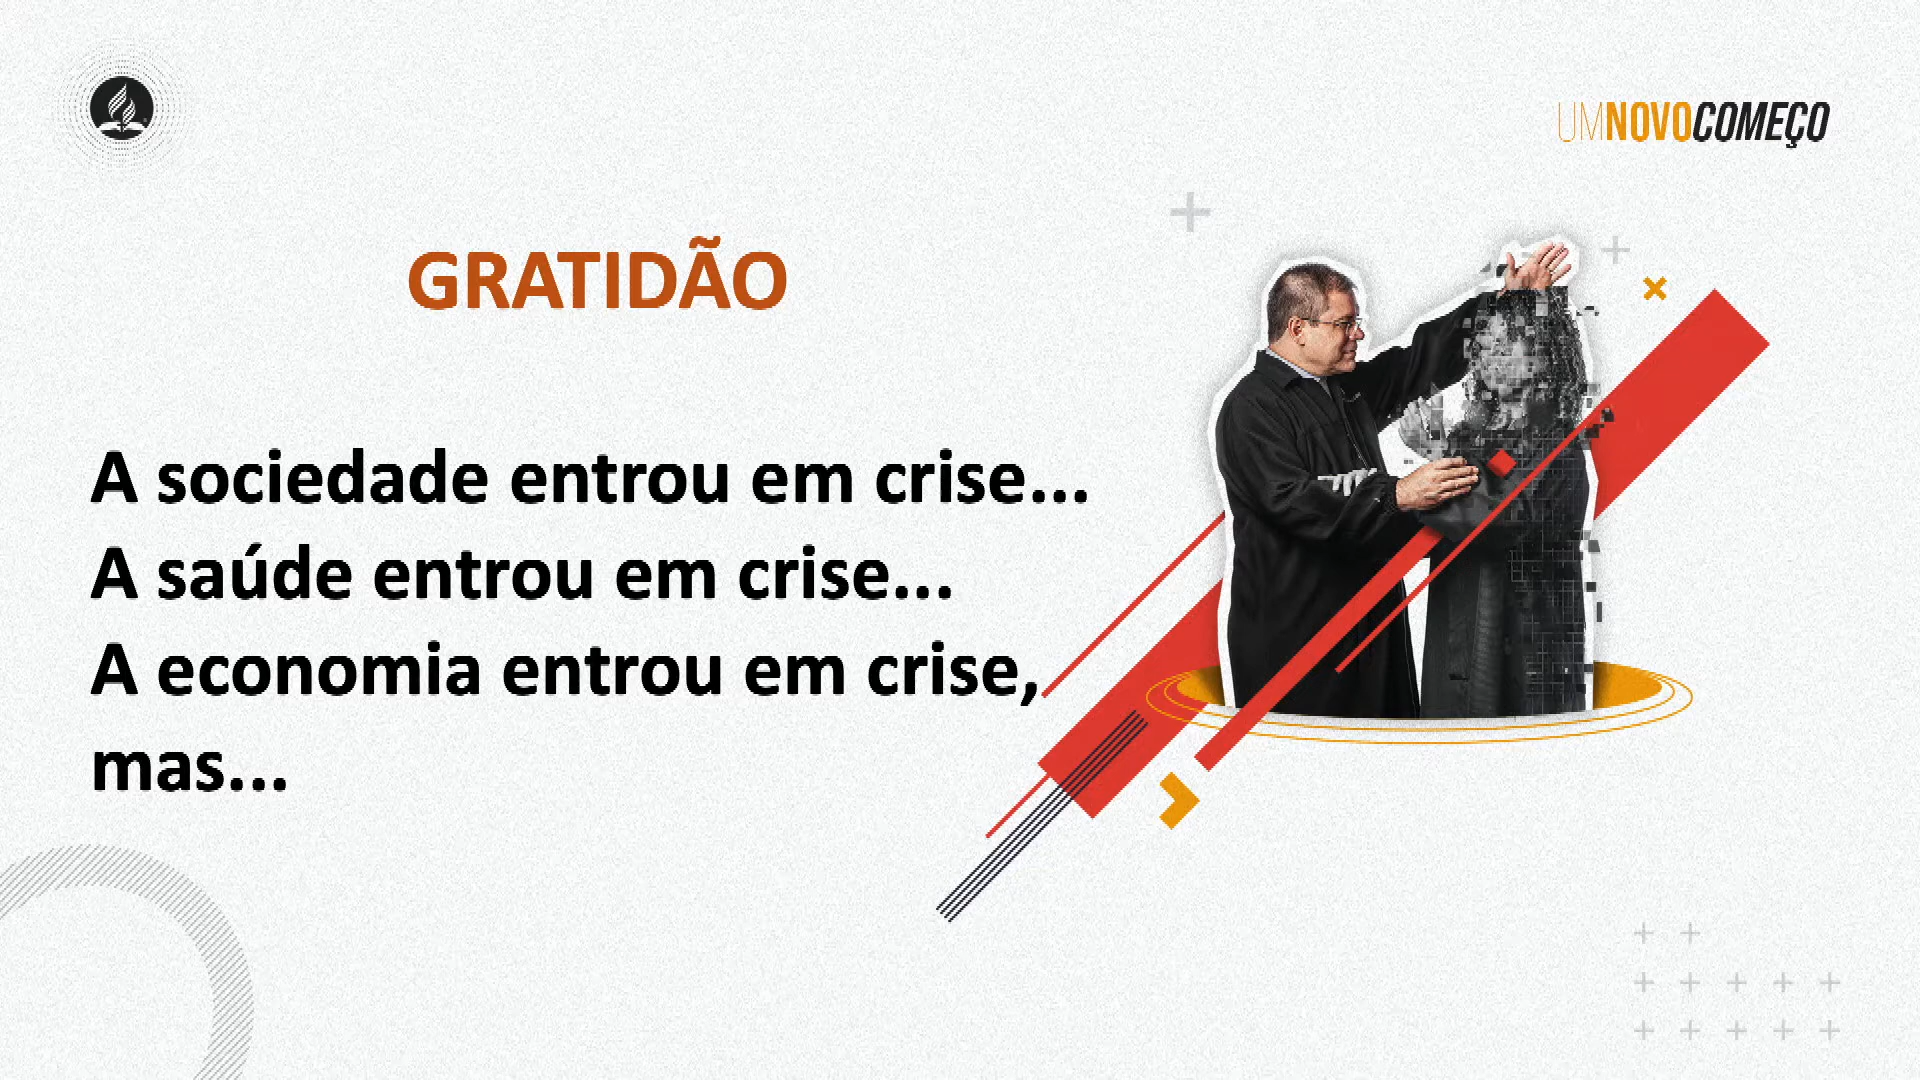 UMNOVOCOMEÇO
GRATIDÃO
A sociedade entrou em crise...
A saúde entrou em crise...
A economia entrou em crise,
mas...